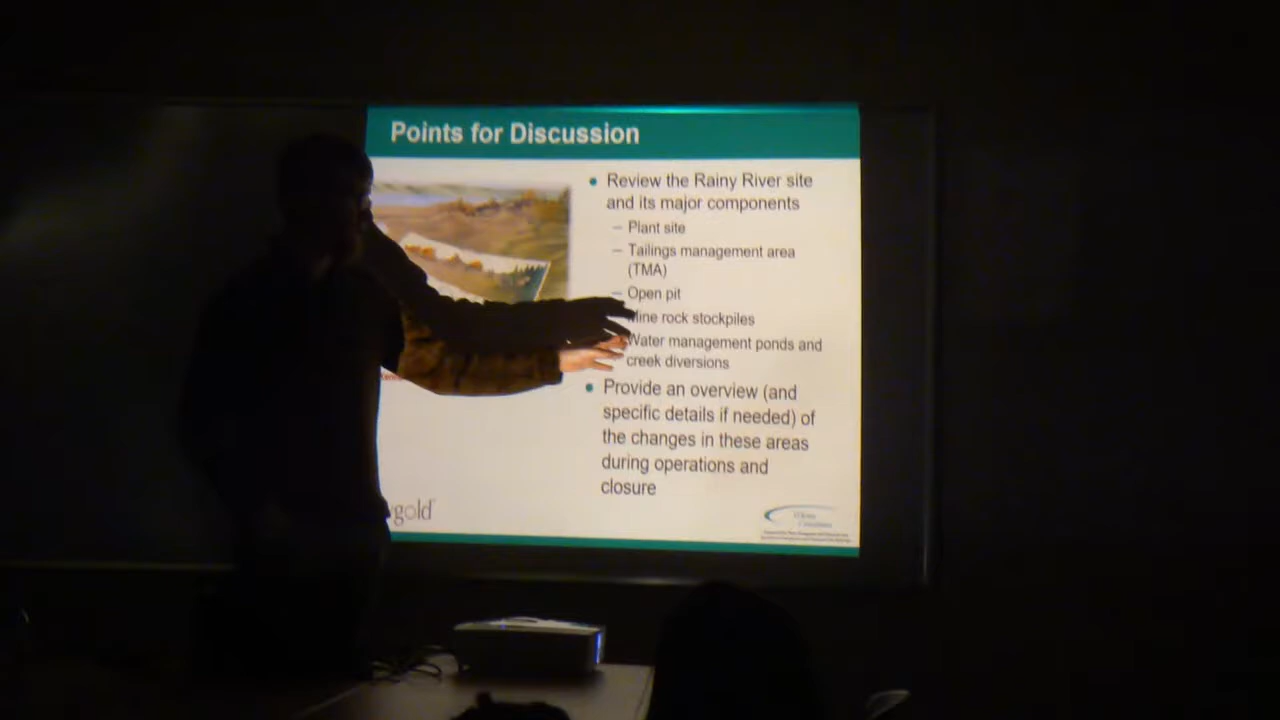 Points for Discussion
Review the Rainy River site
and its major components
– Plant site
– Tailings management area
(TMA)
– Open pit
Mine rock stockpiles
Water management ponds and
creek diversions
Provide an overview (and
specific details if needed) of
the changes in these areas
during operations and
closure
gold